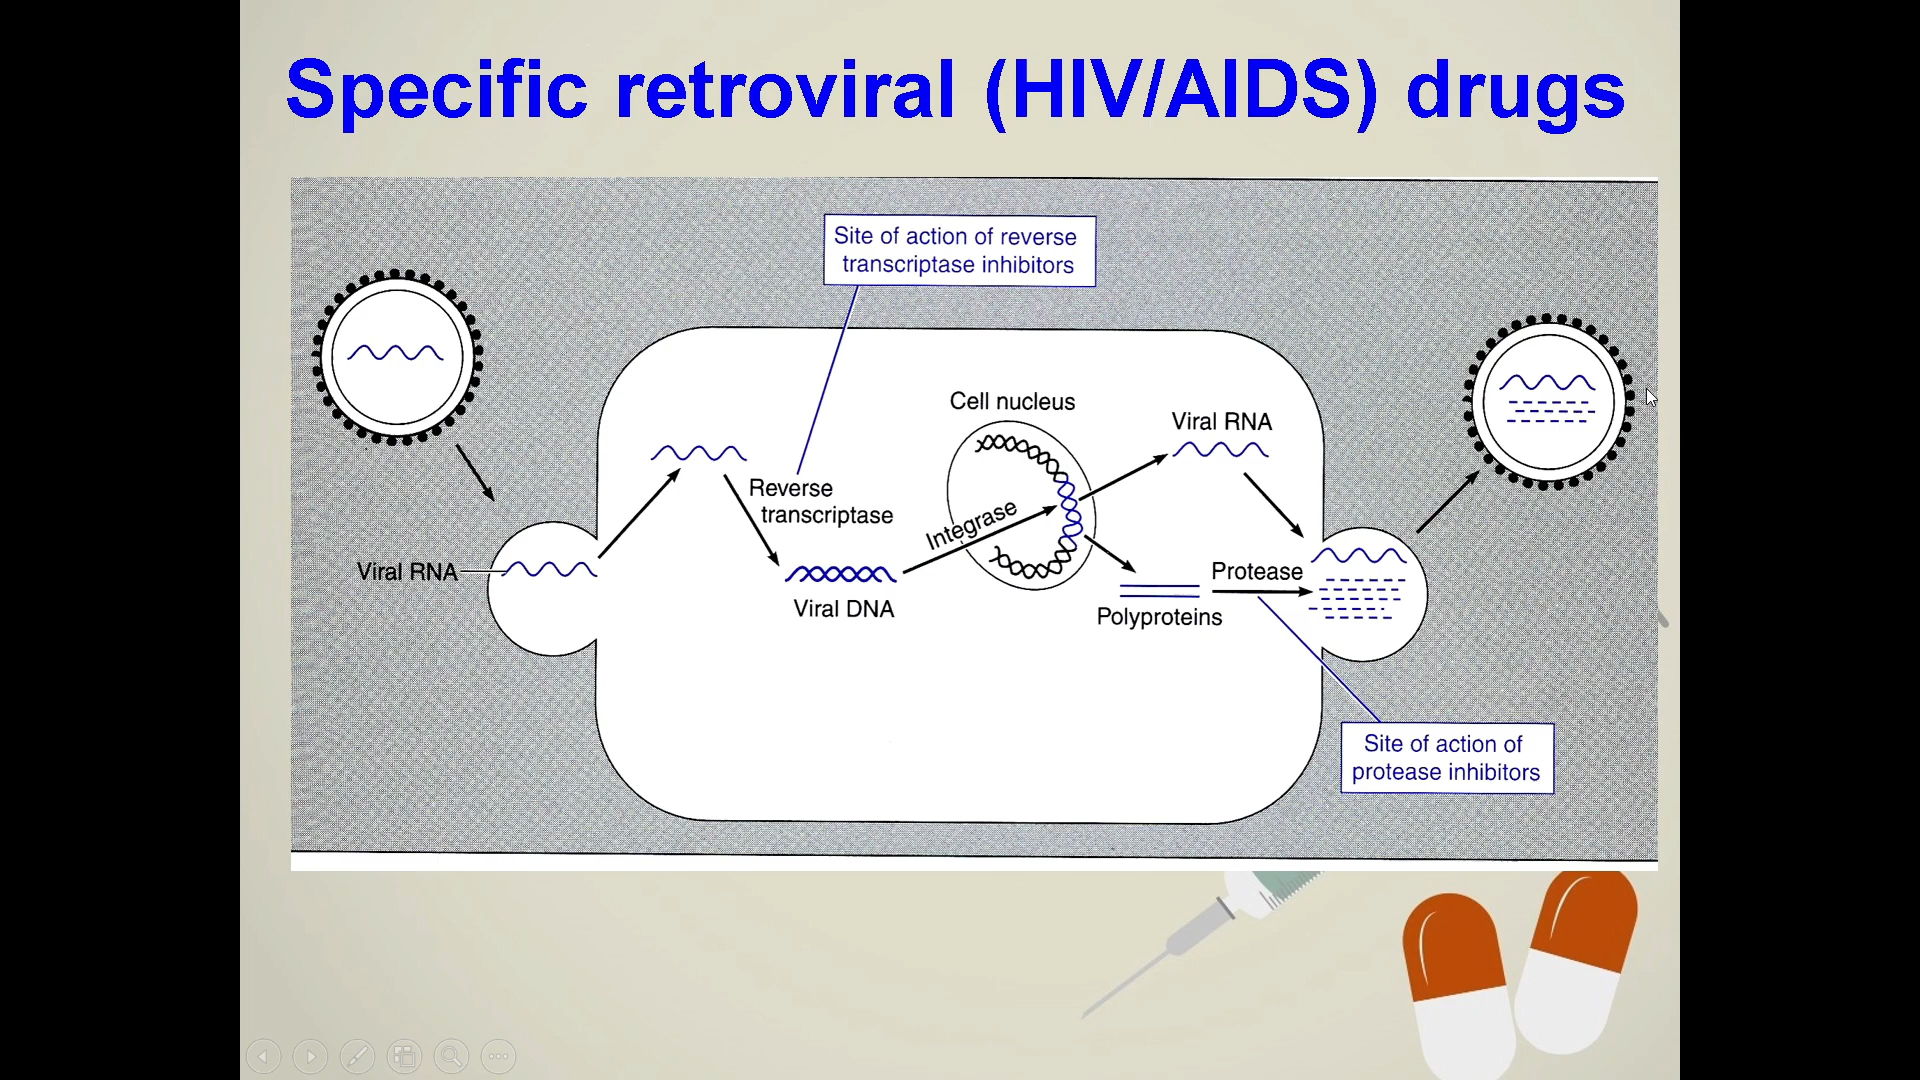 Specific retroviral (HIV/AIDS) drugs
Site of action of reverse
transcriptase inhibitors
Cell nucleus
Viral RNA
Reverse
transcriptase
Integrase
Viral RNA
Viral DNA
Protease
Polyproteins
Site of action of
protease inhibitors